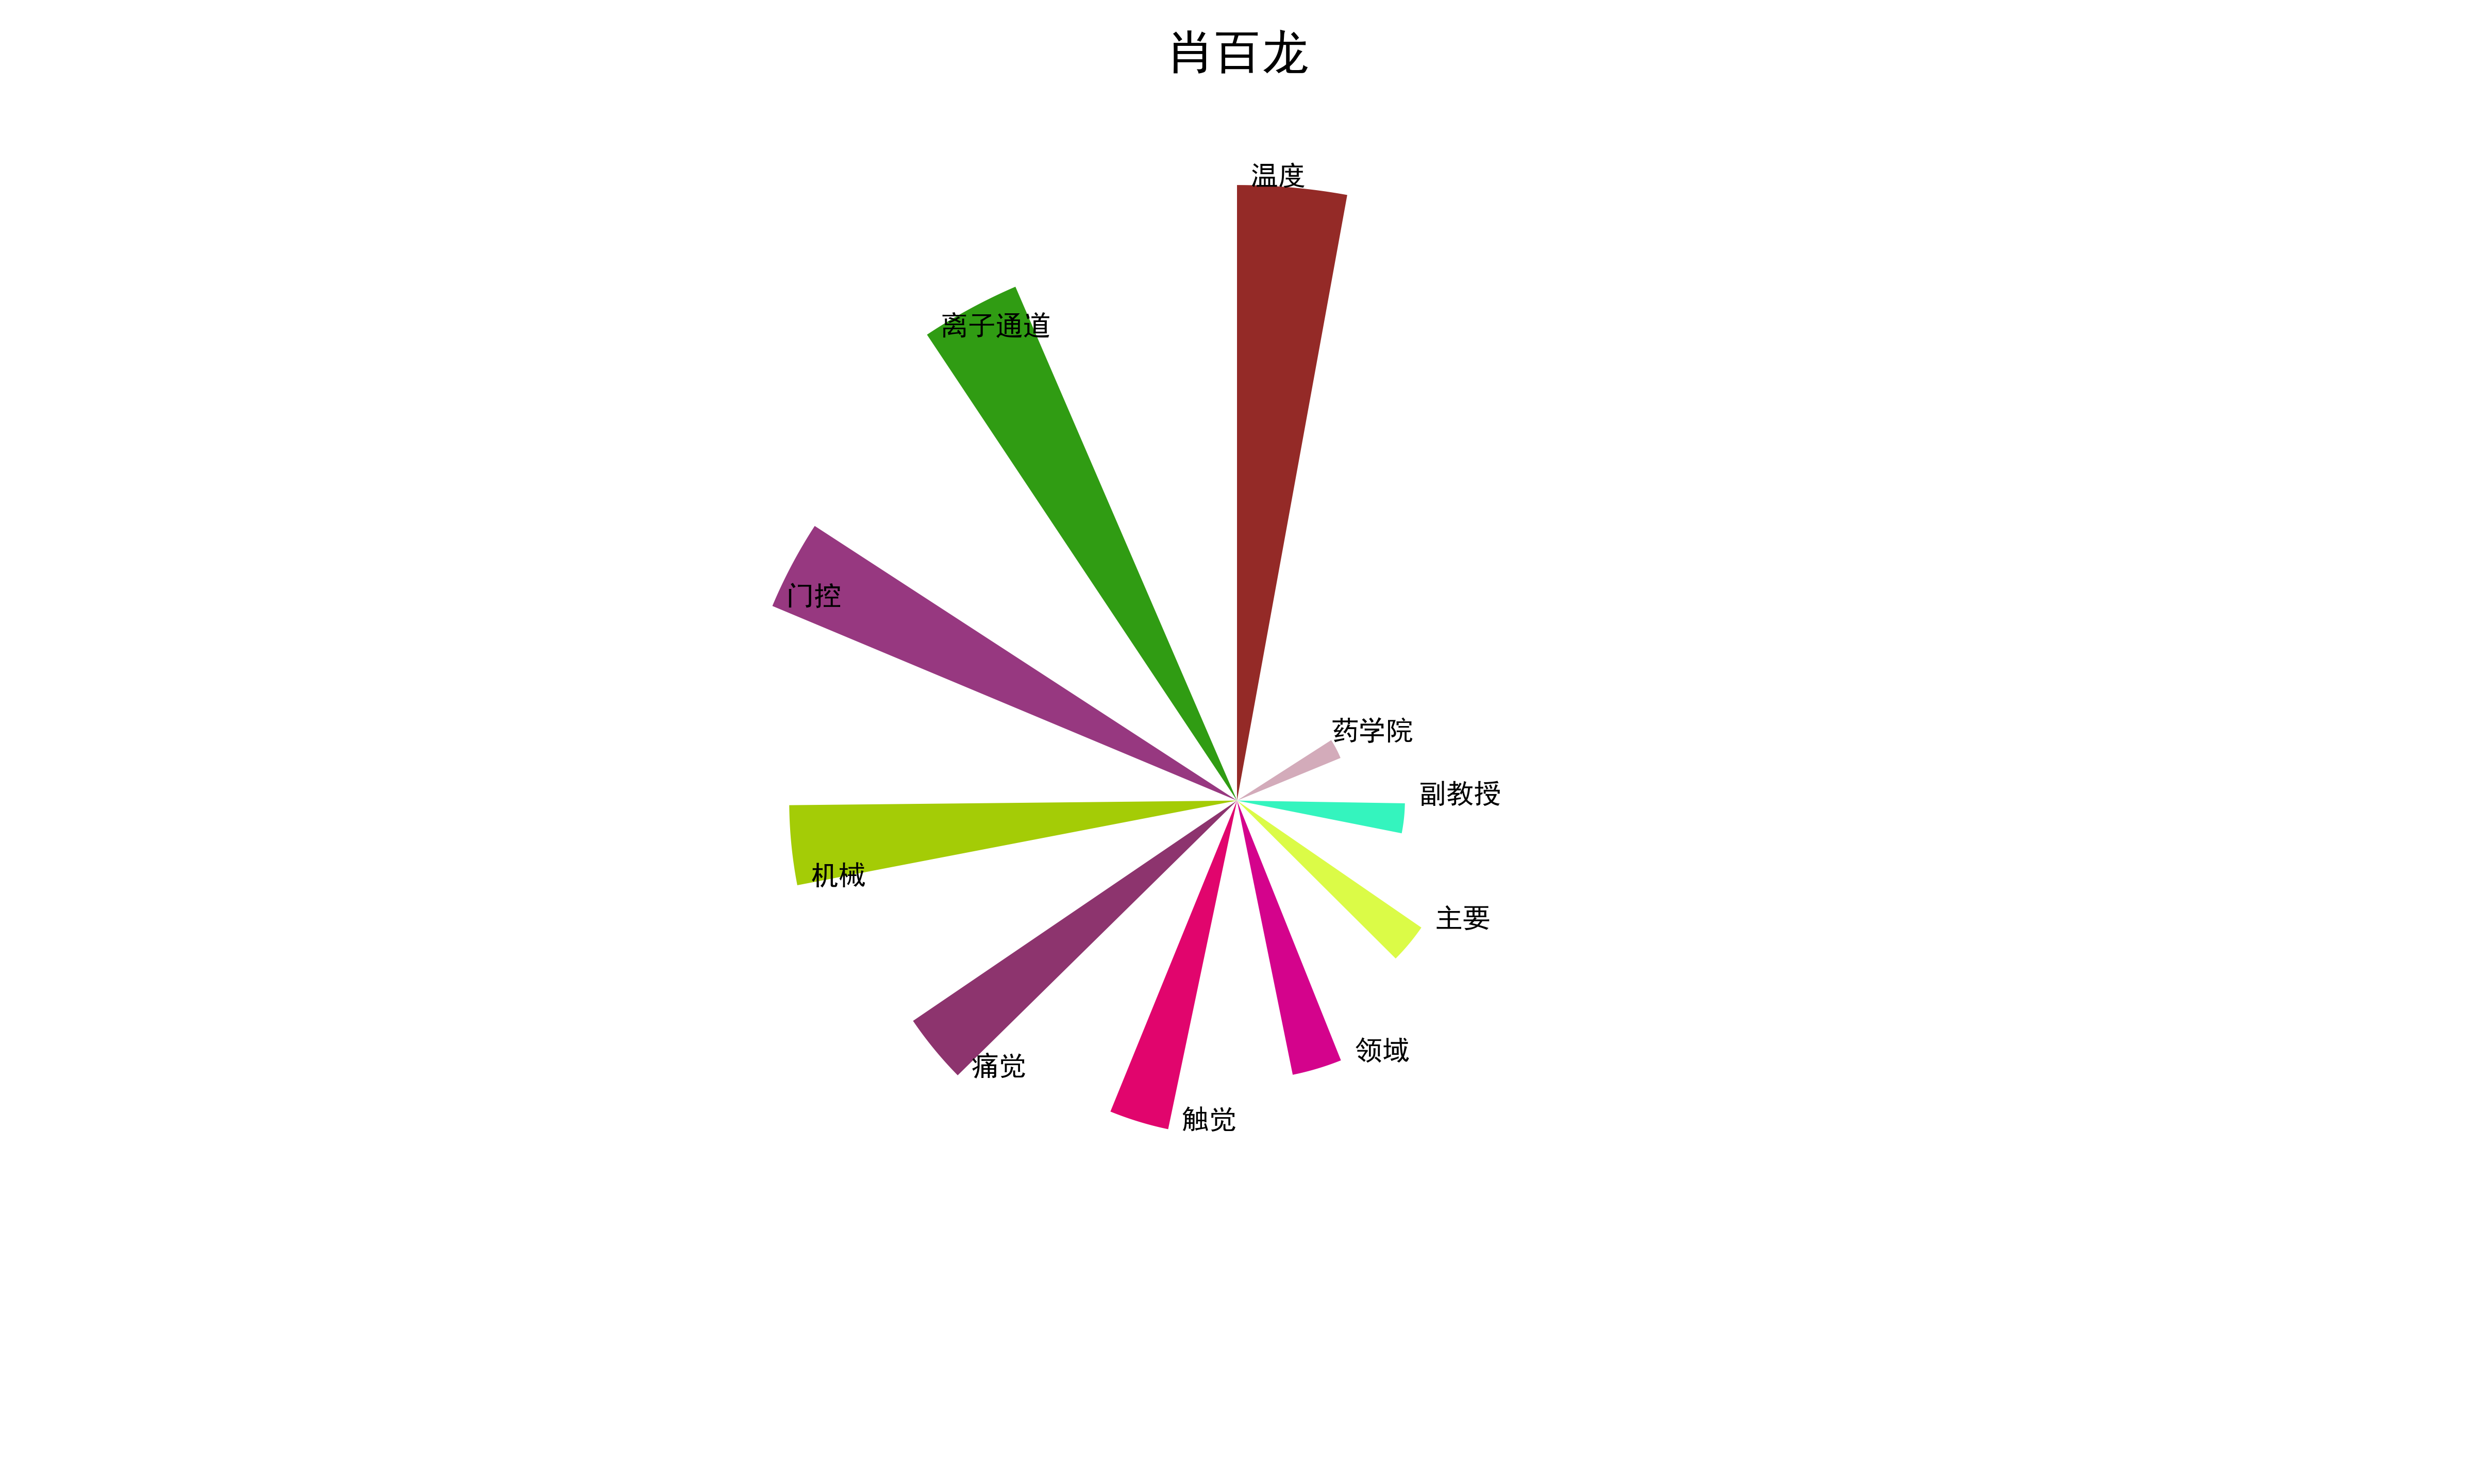 肖百龙
温度
离子通道
门控
药学院
副教授
机械
主要
领域
痛觉
触觉